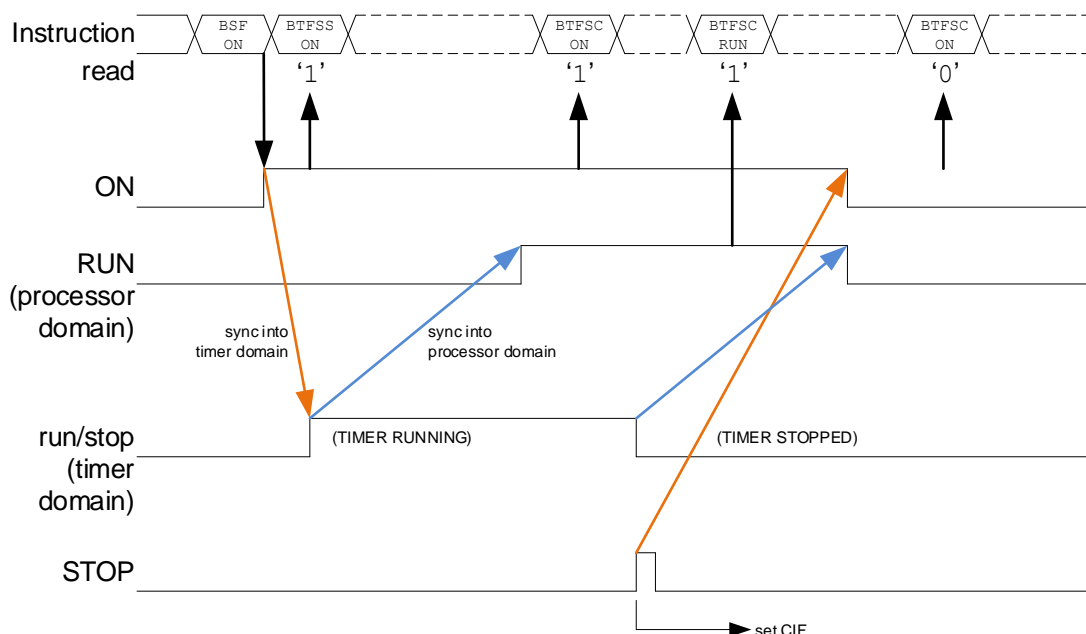 Instruction
BSF
ON
BTFSS
ON
BTFSC
ON
BTFSC
RUN
BTFSC
ON
read
‘1’
‘1’
‘1’
‘0’
ON
RUN
(processor
domain)
sync into
timer domain
sync into
processor domain
run/stop
(timer
domain)
(TIMER RUNNING)
(TIMER STOPPED)
STOP
set CIF